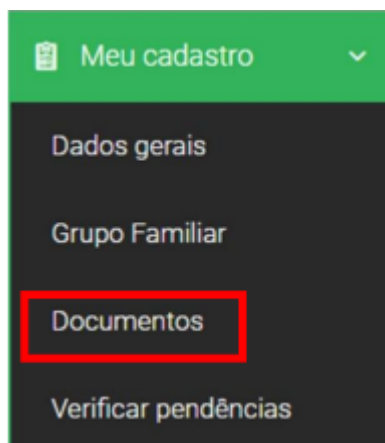 Meu cadastro
Dados gerais
Grupo Familiar
Documentos
Verificar pendências